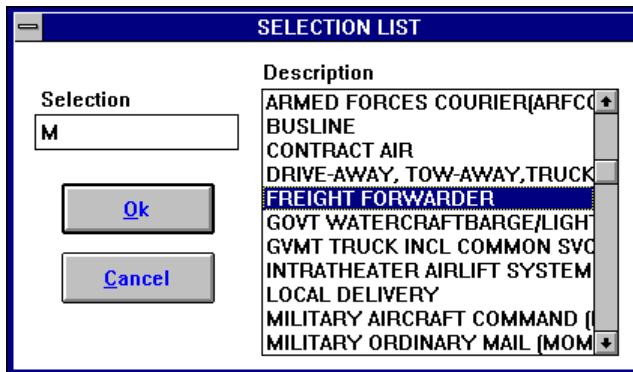 SELECTION LIST
Description
Selection
M
Ok
Cancel
ARMED FORCES COURIER(ARFCO
BUSLINE
CONTRACT AIR
DRIVE-AWAY, TOW-AWAY,TRUCK
FREIGHT FORWARDER
GOVT WATERCRAFTBARGE/LIGHT
GVMT TRUCK INCL COMMON SVC
INTRATHEATER AIRLIFT SYSTEM
LOCAL DELIVERY
MILITARY AIRCRAFT COMMAND (
MILITARY ORDINARY MAIL (MOM